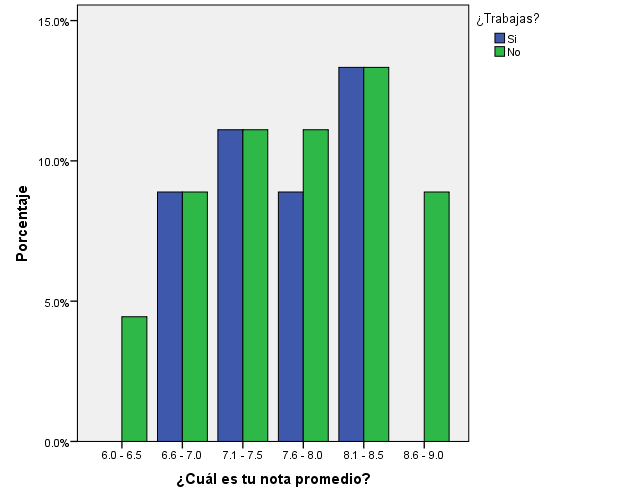 15.0%
10.0%
5.0%
0.0%
Porcentaje
6.0 - 6.5
6.6 - 7.0
7.1 - 7.5
7.6 - 8.0
8.1 - 8.5
8.6 - 9.0
¿Cuál es tu nota promedio?
¿Trabajas?
Si
No